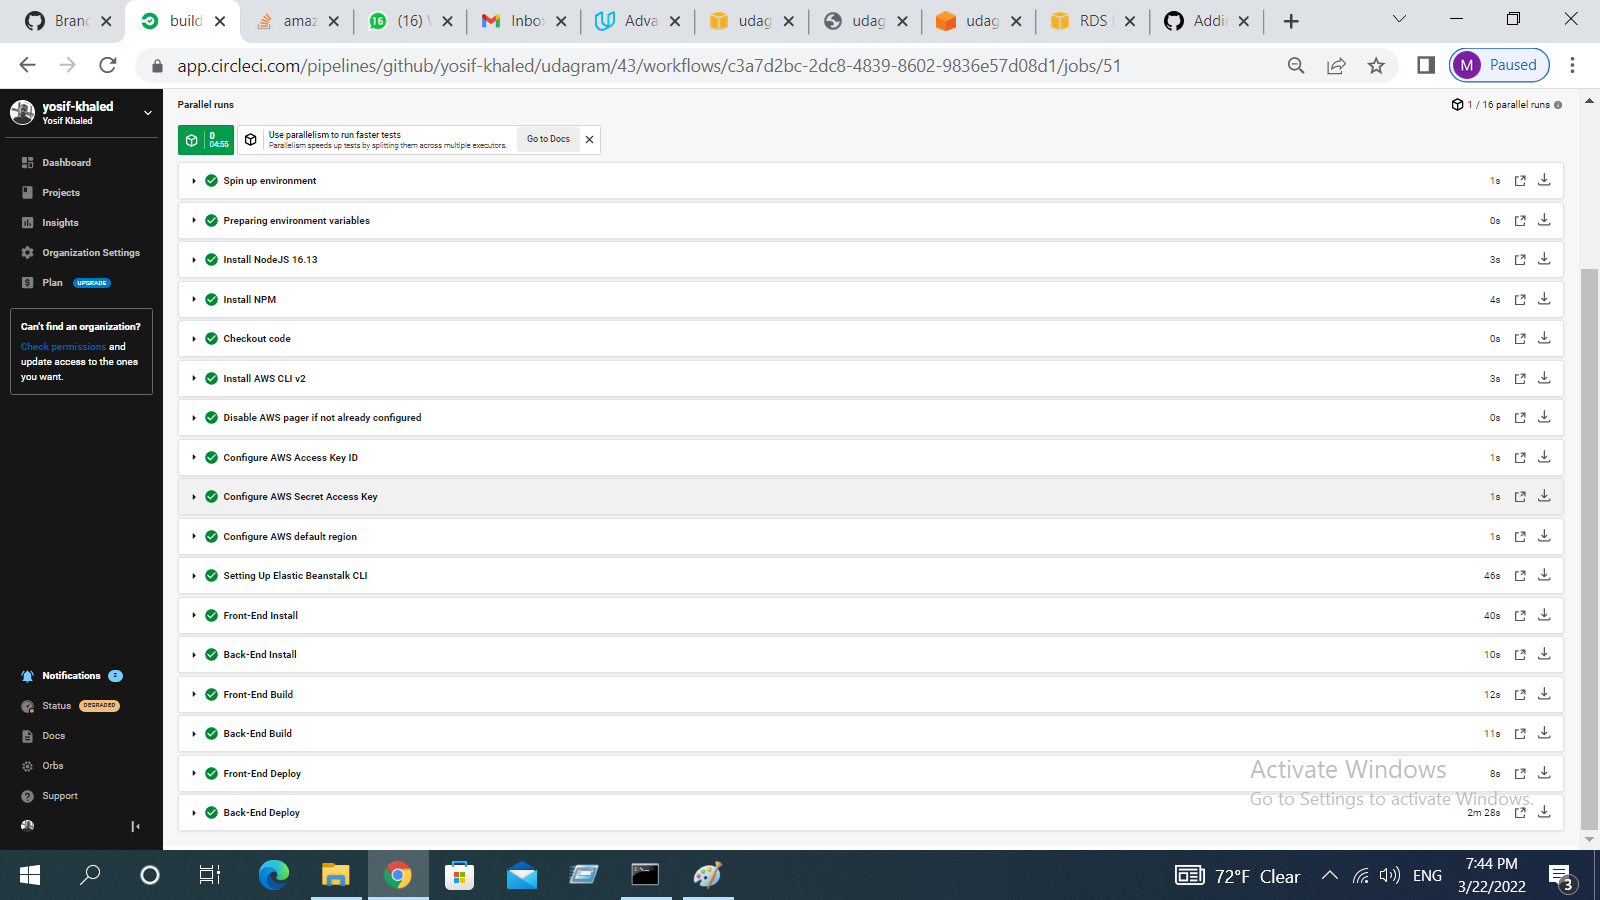 Branc
build
amaz
(16) W
Inbox
Adva
udag
udag
udag
RDS
Addin
app.circleci.com/pipelines/github/yosif-khaled/udagram/43/workflows/c3a7d2bc-2dc8-4839-8602-9836e57d08d1/jobs/51
M Paused
yosif-khaled
Yosif Khaled
Dashboard
Projects
Insights
Organization Settings
Plan UPGRADE
Can't find an organization?
Check permissions and
update access to the ones
you want.
Notifications 2
Status DEGRADED
Docs
Orbs
Support
Parallel runs
1 / 16 parallel runs
0
04:55
Use parallelism to run faster tests
Parallelism speeds up tests by splitting them across multiple executors.
Go to Docs
Spin up environment 1s
Preparing environment variables 0s
Install NodeJS 16.13 3s
Install NPM 4s
Checkout code 0s
Install AWS CLI v2 3s
Disable AWS pager if not already configured 0s
Configure AWS Access Key ID 1s
Configure AWS Secret Access Key 1s
Configure AWS default region 1s
Setting Up Elastic Beanstalk CLI 46s
Front-End Install 40s
Back-End Install 10s
Front-End Build 12s
Back-End Build 11s
Front-End Deploy 8s
Back-End Deploy 2m 28s
Activate Windows
Go to Settings to activate Windows.
72°F Clear
ENG
7:44 PM
3/22/2022
3